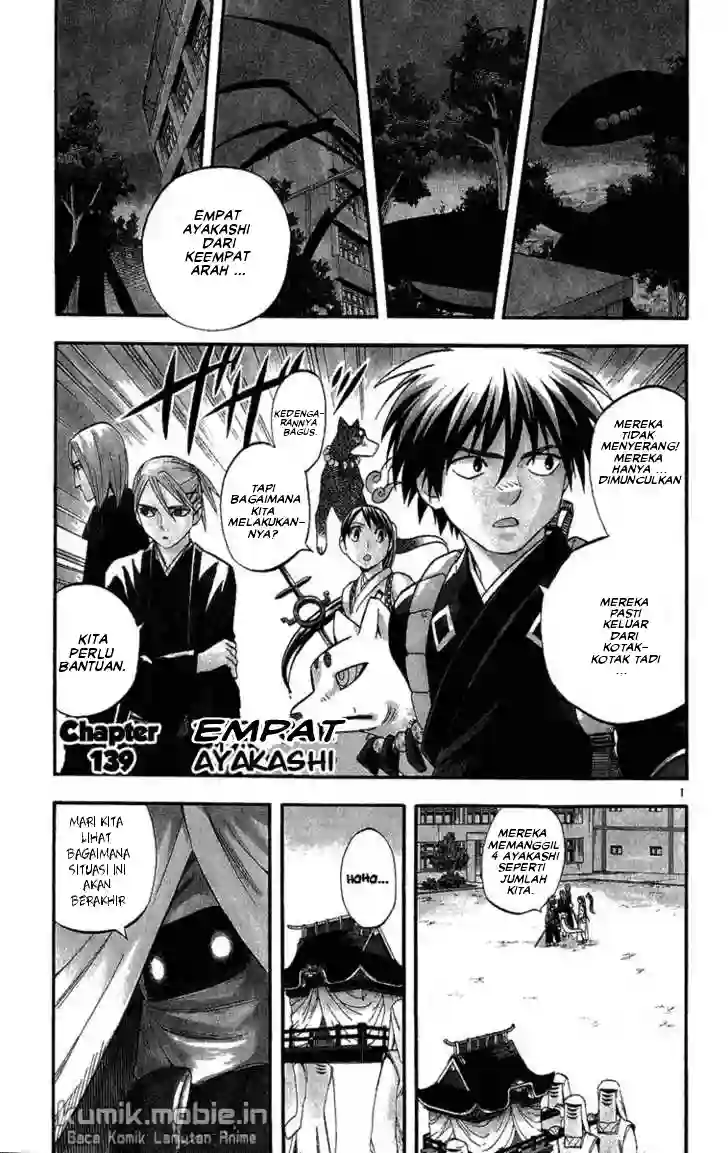 EMPAT
AYAKASHI
DARI
KEEMPAT
ARAH ...
MEREKA
TIDAK
MENYERANG!
MEREKA
HANYA ...
DIMUNCULKAN
KEDENGA-
RANNYA
BAGUS.
TAPI
BAGAIMANA
KITA
MELAKUKAN-
NYA?
MEREKA
PASTI
KELUAR
DARI
KOTAK-
KOTAK TADI
...
KITA
PERLU
BANTUAN.
Chapter
139
EMPAT
AYAKASHI
1
MEREKA
MEMANGGIL
4 AYAKASHI
SEPERTI
JUMLAH
KITA.
HaHa...
MARI KITA
LIHAT
BAGAIMANA
SITUASI INI
AKAN
BERAKHIR
kumik.mobie.in
Baca Komik Lanjutan Anime